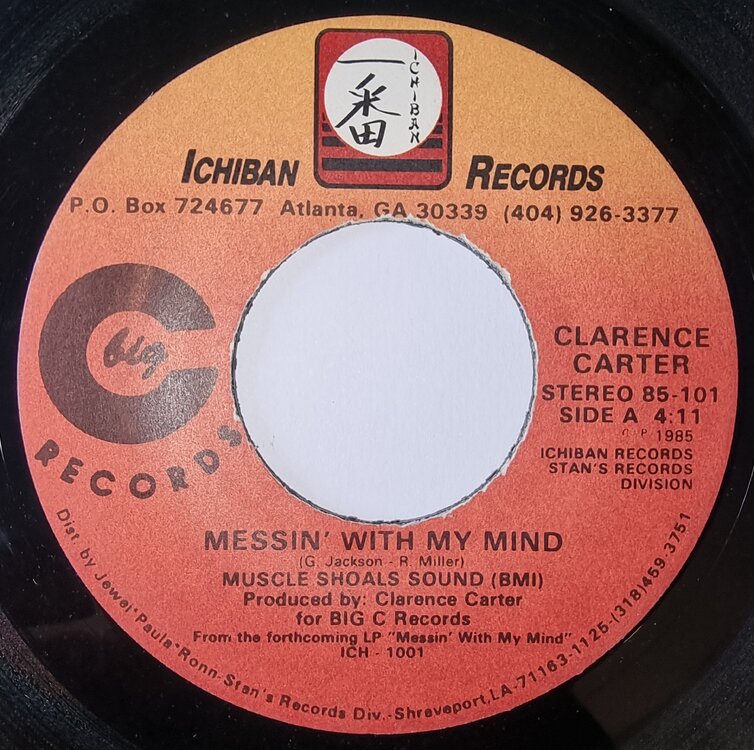 一番
ICHIBAN
ICHIBAN RECORDS
P.O. Box 724677 Atlanta, GA 30339 (404) 926-3377
big
RECORDS
CLARENCE
CARTER
STEREO 85-101
SIDE A 4:11
© ℗ 1985
ICHIBAN RECORDS
STAN'S RECORDS
DIVISION
MESSIN' WITH MY MIND
(G. Jackson - R. Miller)
MUSCLE SHOALS SOUND (BMI)
Produced by: Clarence Carter
for BIG C Records
From the forthcoming LP "Messin' With My Mind"
ICH - 1001
Dist. by Jewel*Paula*Ronn-Stan's Records Div.-Shreveport, LA-71163-1125-(318)459.3751